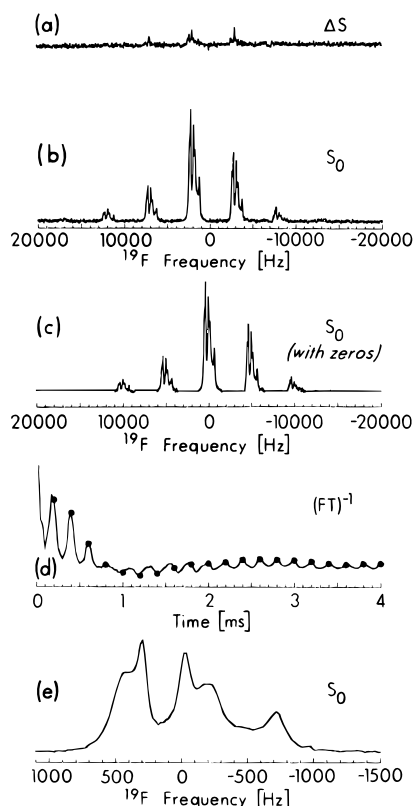 (a) ΔS
(b) S₀
20000 10000 0 -10000 -20000
¹⁹F Frequency [Hz]
(c) S₀
(with zeros)
20000 10000 0 -10000 -20000
¹⁹F Frequency [Hz]
(FT)⁻¹
(d)
0 1 2 3 4
Time [ms]
(e) S₀
1000 500 0 -500 -1000 -1500
¹⁹F Frequency [Hz]